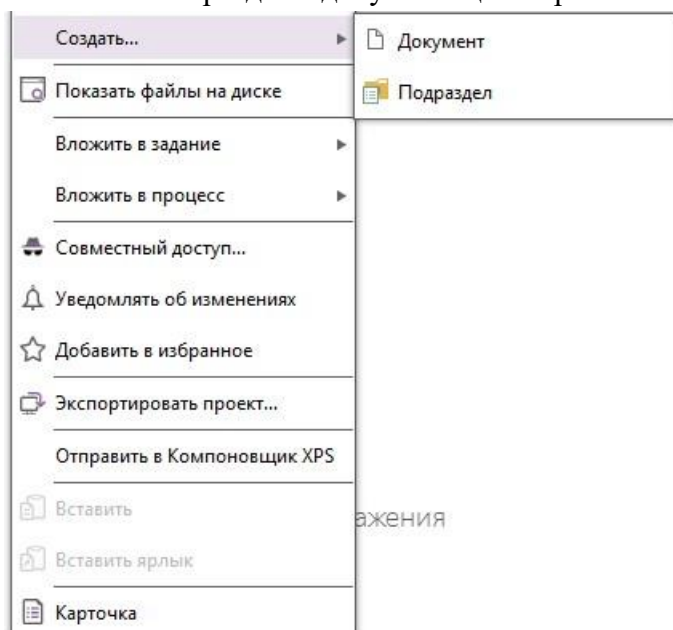 Создать...
Документ
Показать файлы на диске
Подраздел
Вложить в задание
Вложить в процесс
Совместный доступ...
Уведомлять об изменениях
Добавить в избранное
Экспортировать проект...
Отправить в Компоновщик XPS
Вставить
ажения
Вставить ярлык
Карточка